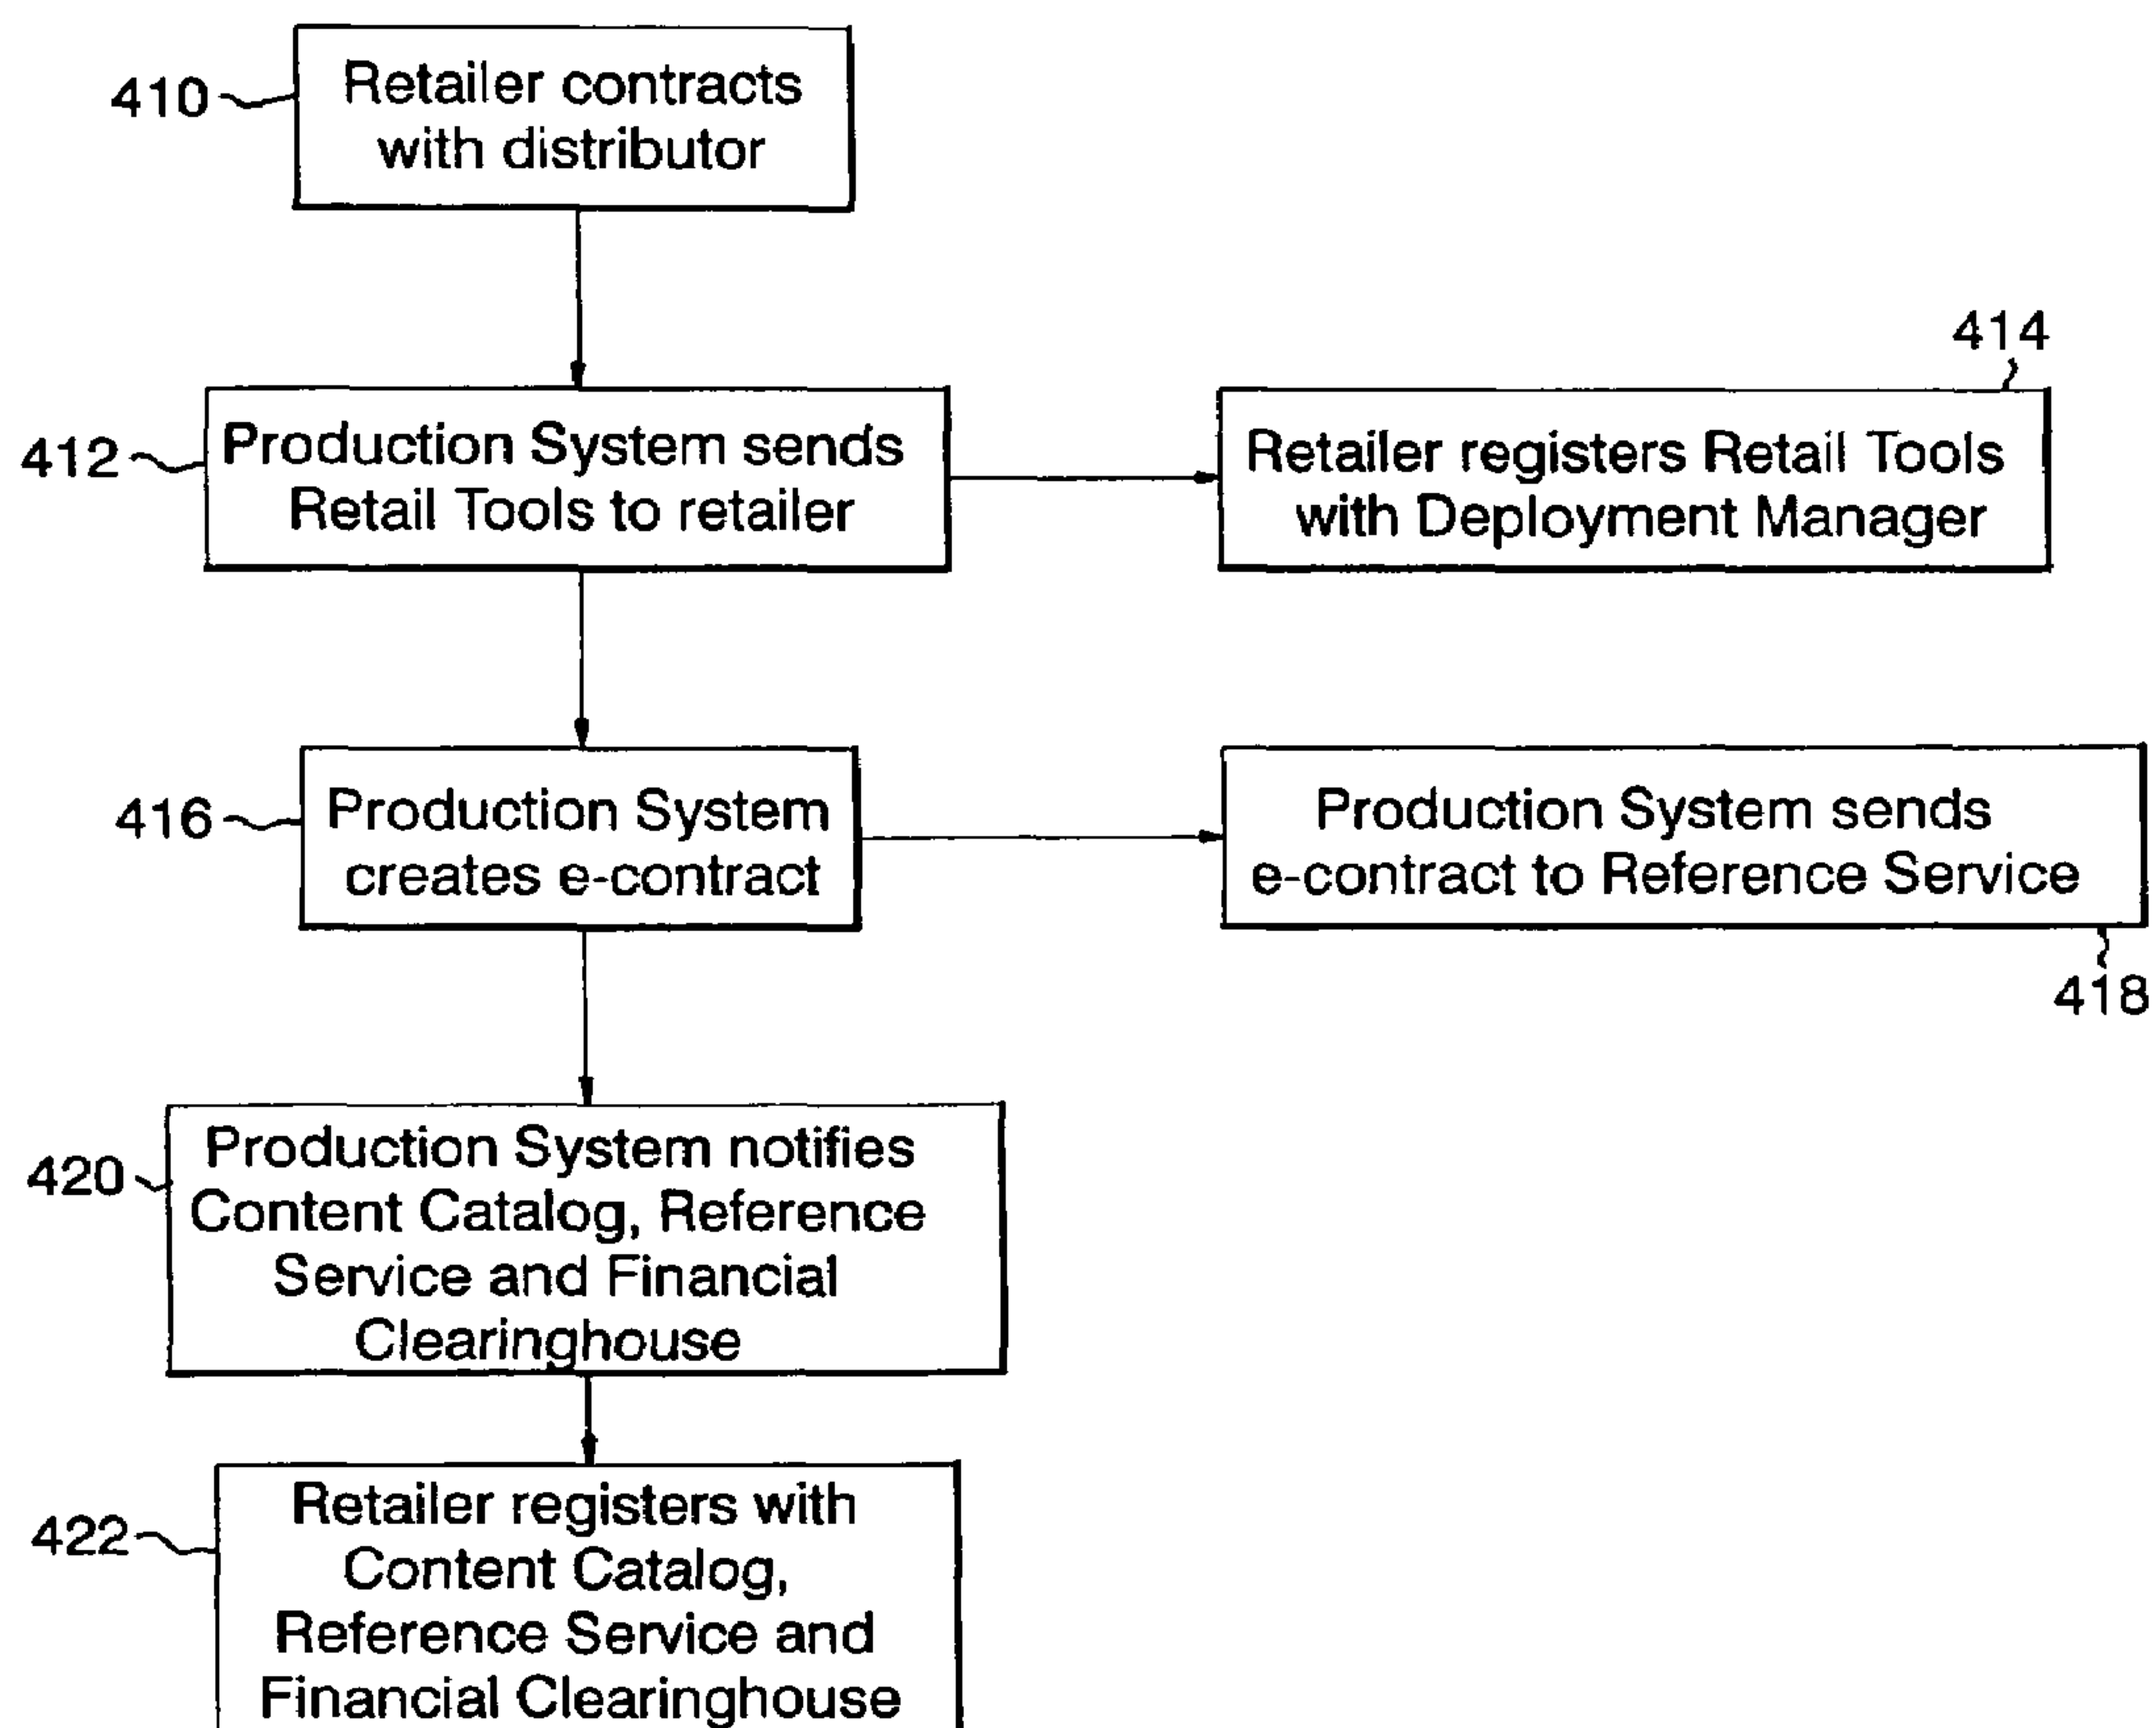 410
Retailer contracts
with distributor
412
Production System sends
Retail Tools to retailer
414
Retailer registers Retail Tools
with Deployment Manager
416
Production System
creates e-contract
Production System sends
e-contract to Reference Service
418
420
Production System notifies
Content Catalog, Reference
Service and Financial
Clearinghouse
422
Retailer registers with
Content Catalog,
Reference Service and
Financial Clearinghouse